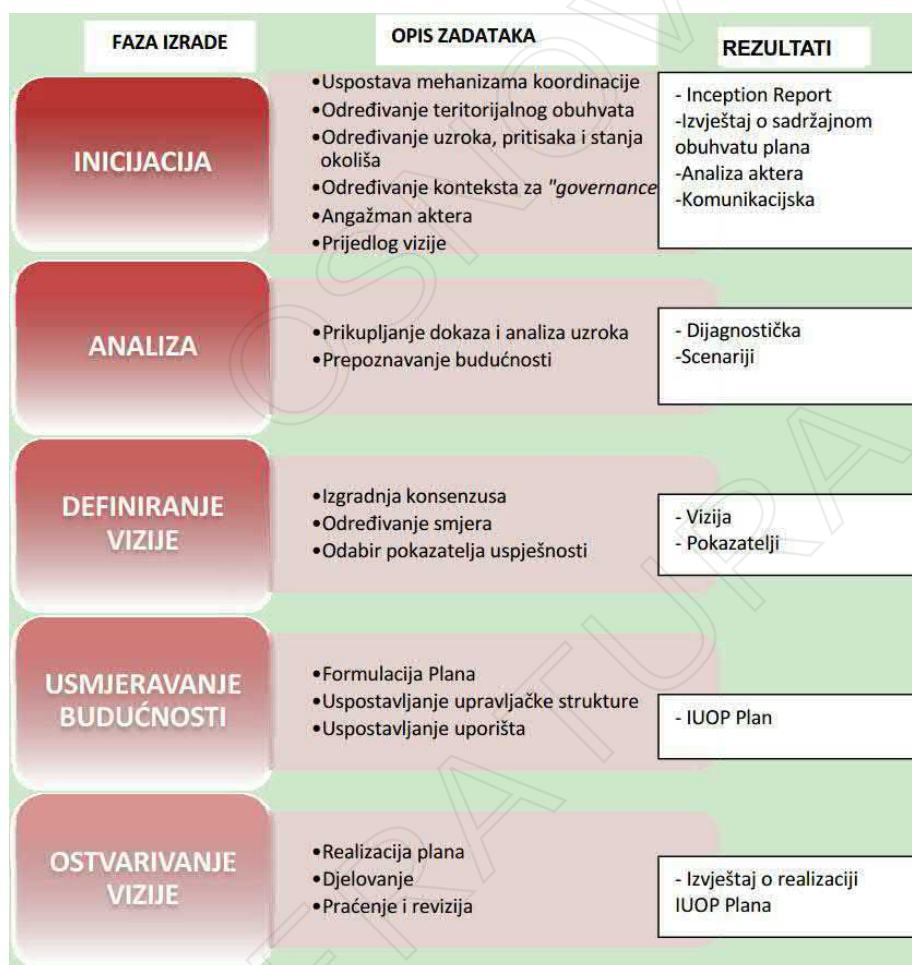 FAZA IZRADE
OPIS ZADATAKA
REZULTATI
INICIJACIJA
•Uspostava mehanizama koordinacije
•Određivanje teritorijalnog obuhvata
•Određivanje uzroka, pritisaka i stanja
okoliša
•Određivanje konteksta za "governance
•Angažman aktera
•Prijedlog vizije
- Inception Report
-Izvještaj o sadržajnom
obuhvatu plana
-Analiza aktera
-Komunikacijska
ANALIZA
•Prikupljanje dokaza i analiza uzroka
•Prepoznavanje budućnosti
- Dijagnostička
-Scenariji
DEFINIRANJE
VIZIJE
•Izgradnja konsenzusa
•Određivanje smjera
•Odabir pokazatelja uspješnosti
- Vizija
- Pokazatelji
USMJERAVANJE
BUDUĆNOSTI
•Formulacija Plana
•Uspostavljanje upravljačke strukture
•Uspostavljanje uporišta
- IUOP Plan
OSTVARIVANJE
VIZIJE
•Realizacija plana
•Djelovanje
•Praćenje i revizija
- Izvještaj o realizaciji
IUOP Plana